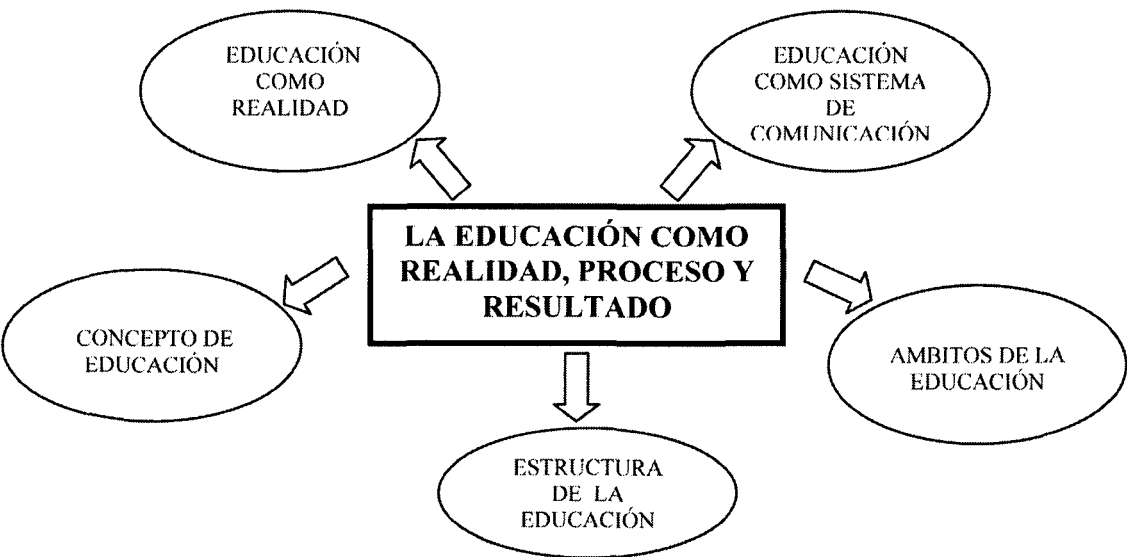 EDUCACIÓN
COMO
REALIDAD
EDUCACIÓN
COMO SISTEMA
DE
COMUNICACIÓN
LA EDUCACIÓN COMO
REALIDAD, PROCESO Y
RESULTADO
CONCEPTO DE
EDUCACIÓN
AMBITOS DE LA
EDUCACIÓN
ESTRUCTURA
DE LA
EDUCACIÓN